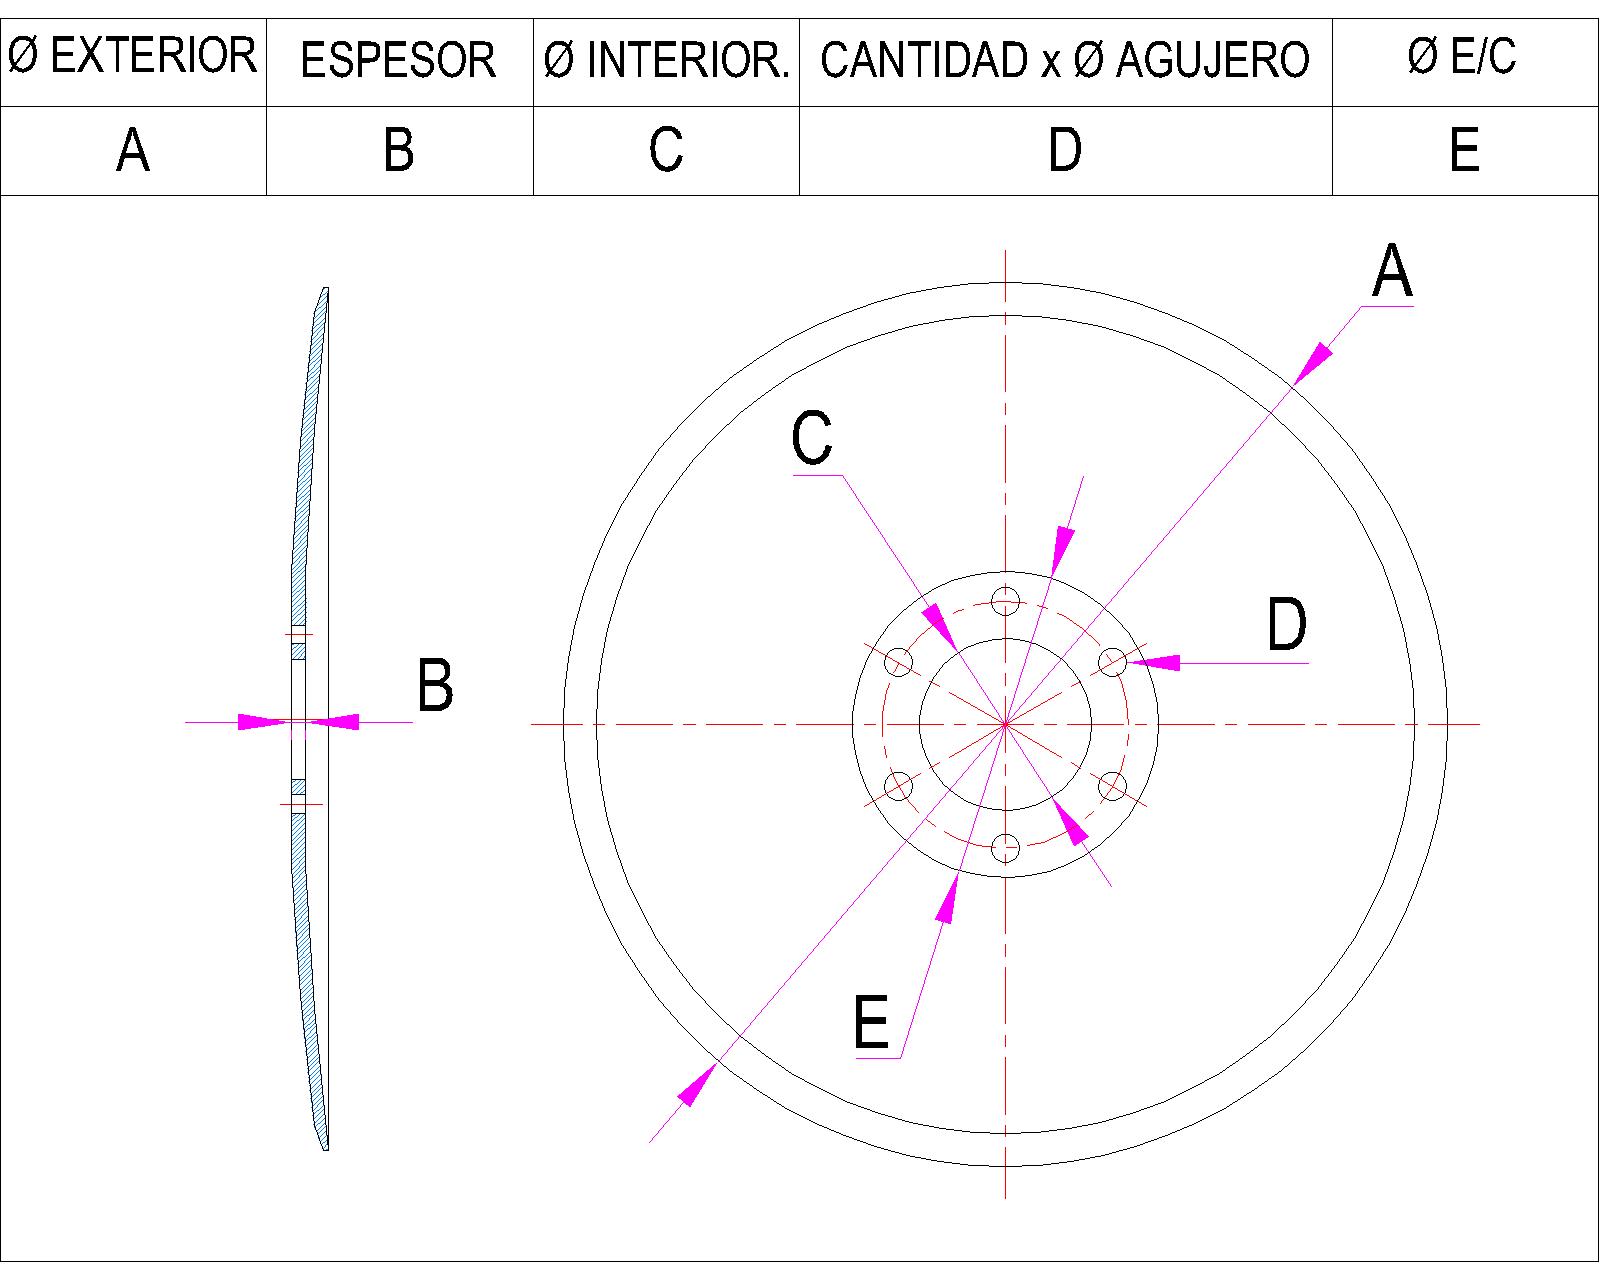 Ø EXTERIOR ESPESOR Ø INTERIOR. CANTIDAD x Ø AGUJERO Ø E/C
A B C D E
A
C
D
B
E